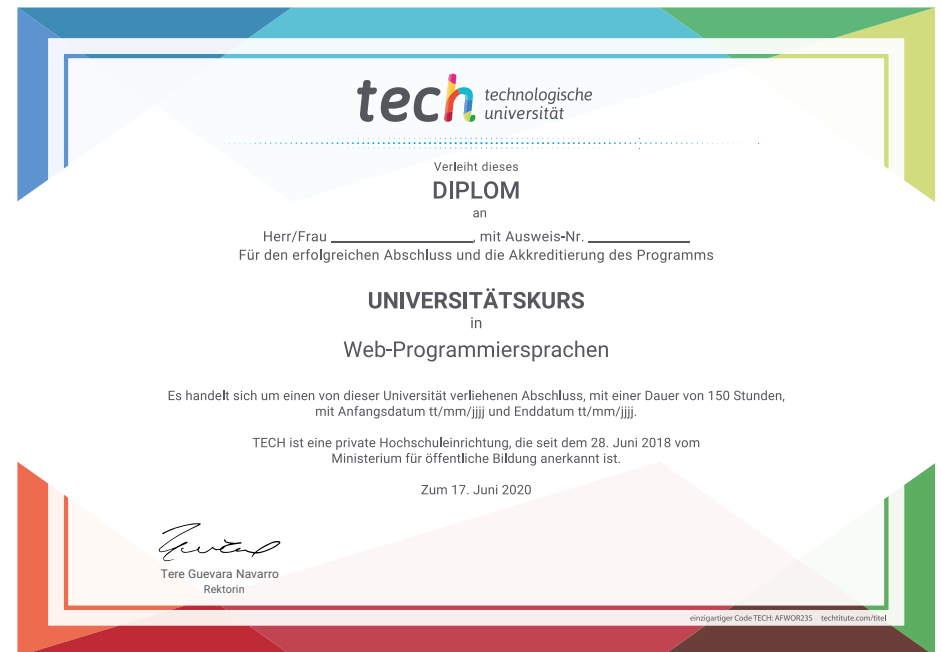 tech technologische
universität
Verleiht dieses
DIPLOM
an
Herr/Frau ________________, mit Ausweis-Nr. ____________
Für den erfolgreichen Abschluss und die Akkreditierung des Programms
UNIVERSITÄTSKURS
in
Web-Programmiersprachen
Es handelt sich um einen von dieser Universität verliehenen Abschluss, mit einer Dauer von 150 Stunden,
mit Anfangsdatum tt/mm/jjjj und Enddatum tt/mm/jjjj.
TECH ist eine private Hochschuleinrichtung, die seit dem 28. Juni 2018 vom
Ministerium für öffentliche Bildung anerkannt ist.
Zum 17. Juni 2020
Tere Guevara Navarro
Rektorin
einzigartiger Code TECH: AFWOR235 techtitute.com/titel